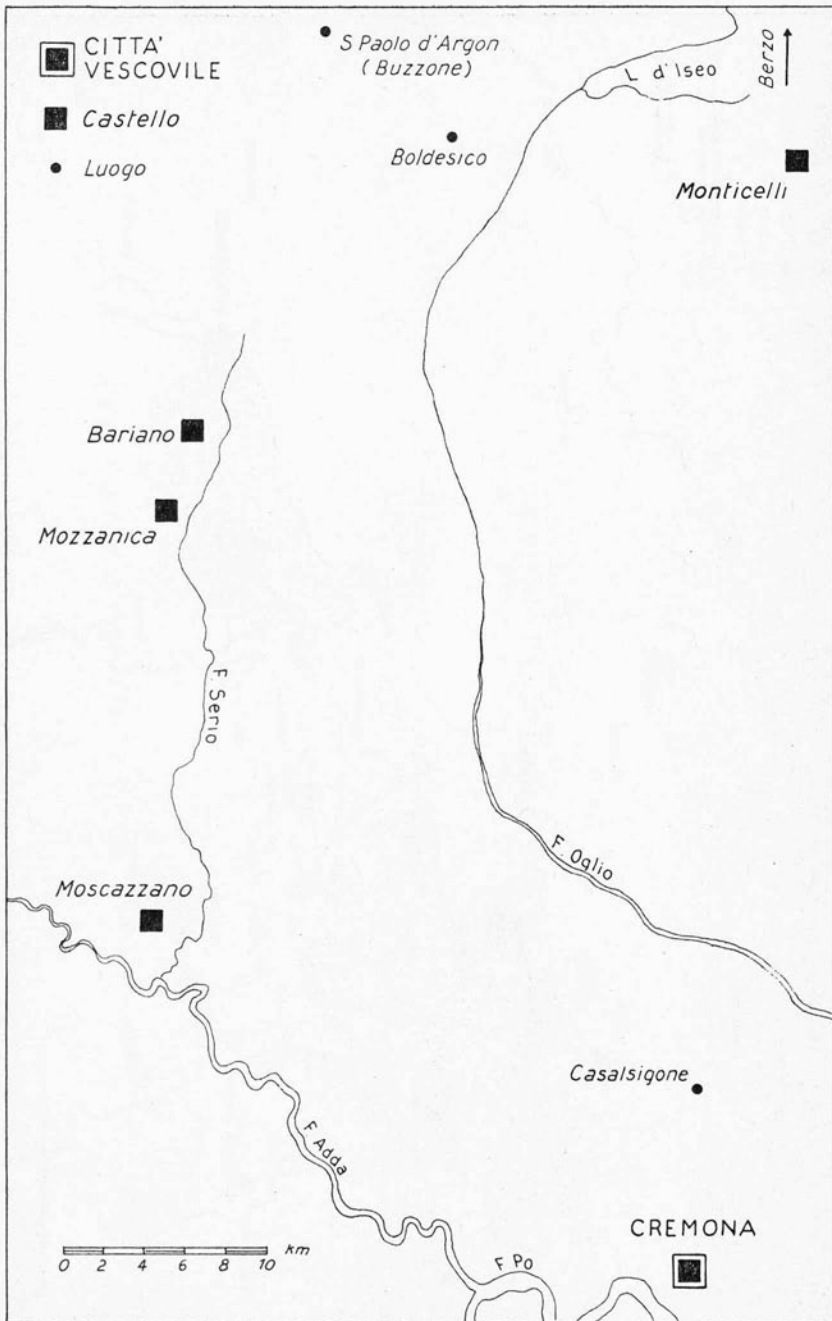 CITTA' VESCOVILE
Castello
Luogo
S Paolo d'Argon
(Buzzone)
L d'Iseo
Berzo
Boldesico
Monticelli
Bariano
Mozzanica
F. Serio
Moscazzano
F. Oglio
Casalsigone
F Adda
CREMONA
F Po
0 2 4 6 8 10 km